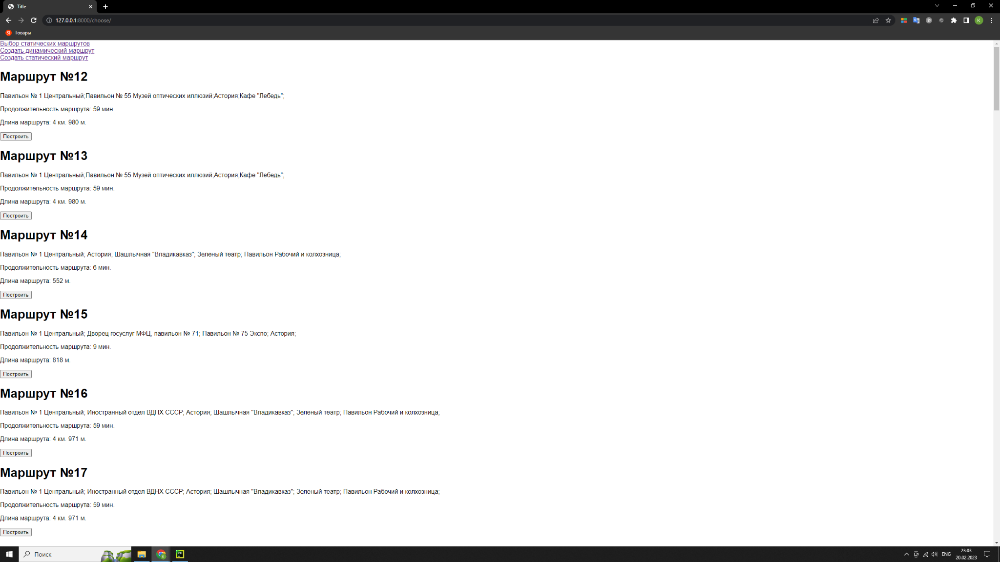 Title
127.0.0.1:8000/choose/
K
Я Товары
Выбор статических маршрутов
Создать динамический маршрут
Создать статический маршрут
Маршрут №12
Павильон № 1 Центральный;Павильон № 55 Музей оптических иллюзий;Астория;Кафе "Лебедь";
Продолжительность маршрута: 59 мин.
Длина маршрута: 4 км. 980 м.
Построить
Маршрут №13
Павильон № 1 Центральный;Павильон № 55 Музей оптических иллюзий;Астория;Кафе "Лебедь";
Продолжительность маршрута: 59 мин.
Длина маршрута: 4 км. 980 м.
Построить
Маршрут №14
Павильон № 1 Центральный; Астория; Шашлычная "Владикавказ"; Зеленый театр; Павильон Рабочий и колхозница;
Продолжительность маршрута: 6 мин.
Длина маршрута: 552 м.
Построить
Маршрут №15
Павильон № 1 Центральный; Дворец госуслуг МФЦ, павильон № 71; Павильон № 75 Экспо; Астория;
Продолжительность маршрута: 9 мин.
Длина маршрута: 818 м.
Построить
Маршрут №16
Павильон № 1 Центральный; Иностранный отдел ВДНХ СССР; Астория; Шашлычная "Владикавказ"; Зеленый театр; Павильон Рабочий и колхозница;
Продолжительность маршрута: 59 мин.
Длина маршрута: 4 км. 971 м.
Построить
Маршрут №17
Павильон № 1 Центральный; Иностранный отдел ВДНХ СССР; Астория; Шашлычная "Владикавказ"; Зеленый театр; Павильон Рабочий и колхозница;
Продолжительность маршрута: 59 мин.
Длина маршрута: 4 км. 971 м.
Построить
Поиск
PC
ENG
23:03
20.02.2023